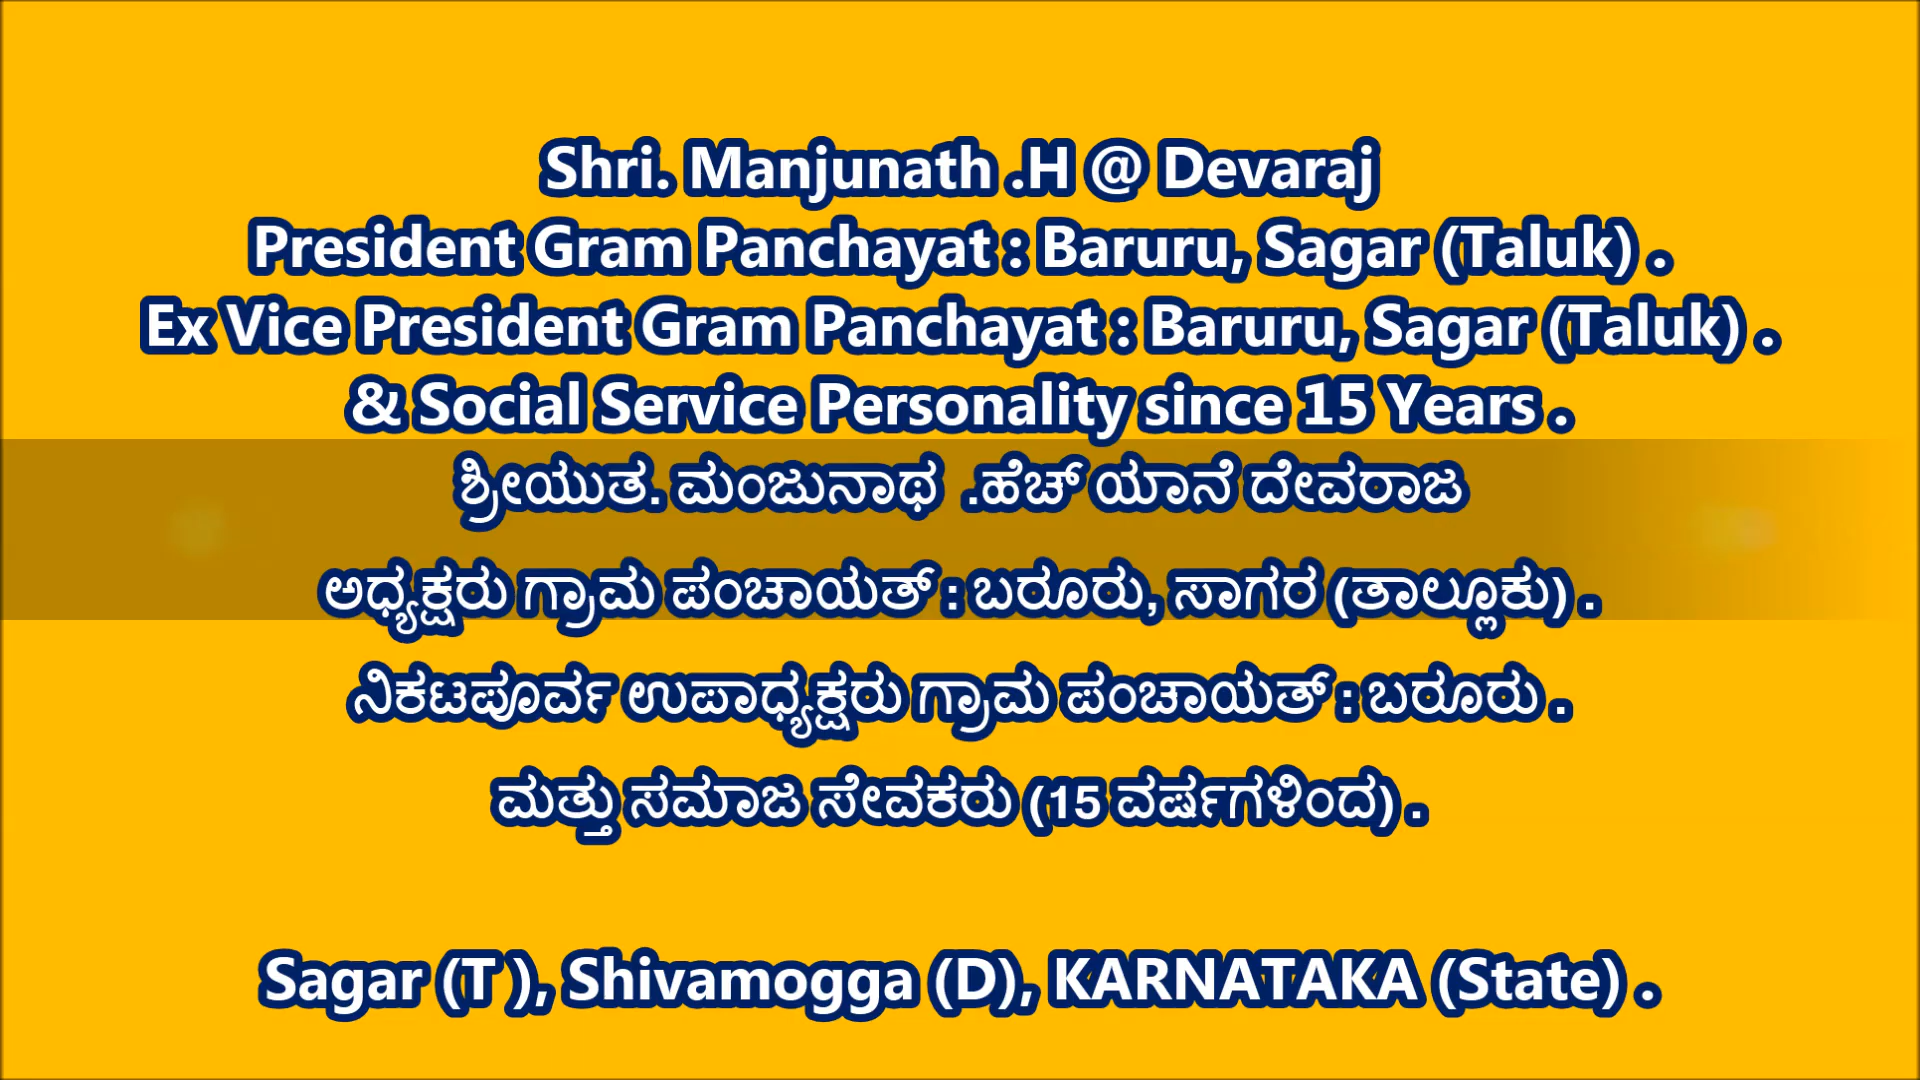 Shri. Manjunath .H @ Devaraj
President Gram Panchayat : Baruru, Sagar (Taluk) .
Ex Vice President Gram Panchayat : Baruru, Sagar (Taluk) .
& Social Service Personality since 15 Years .
ಶ್ರೀಯುತ. ಮಂಜುನಾಥ .ಹೆಚ್ ಯಾನೆ ದೇವರಾಜ
ಅಧ್ಯಕ್ಷರು ಗ್ರಾಮ ಪಂಚಾಯತ್ : ಬರೂರು, ಸಾಗರ (ತಾಲ್ಲೂಕು) .
ನಿಕಟಪೂರ್ವ ಉಪಾಧ್ಯಕ್ಷರು ಗ್ರಾಮ ಪಂಚಾಯತ್ : ಬರೂರು .
ಮತ್ತು ಸಮಾಜ ಸೇವಕರು (15 ವರ್ಷಗಳಿಂದ) .
Sagar (T ), Shivamogga (D), KARNATAKA (State) .